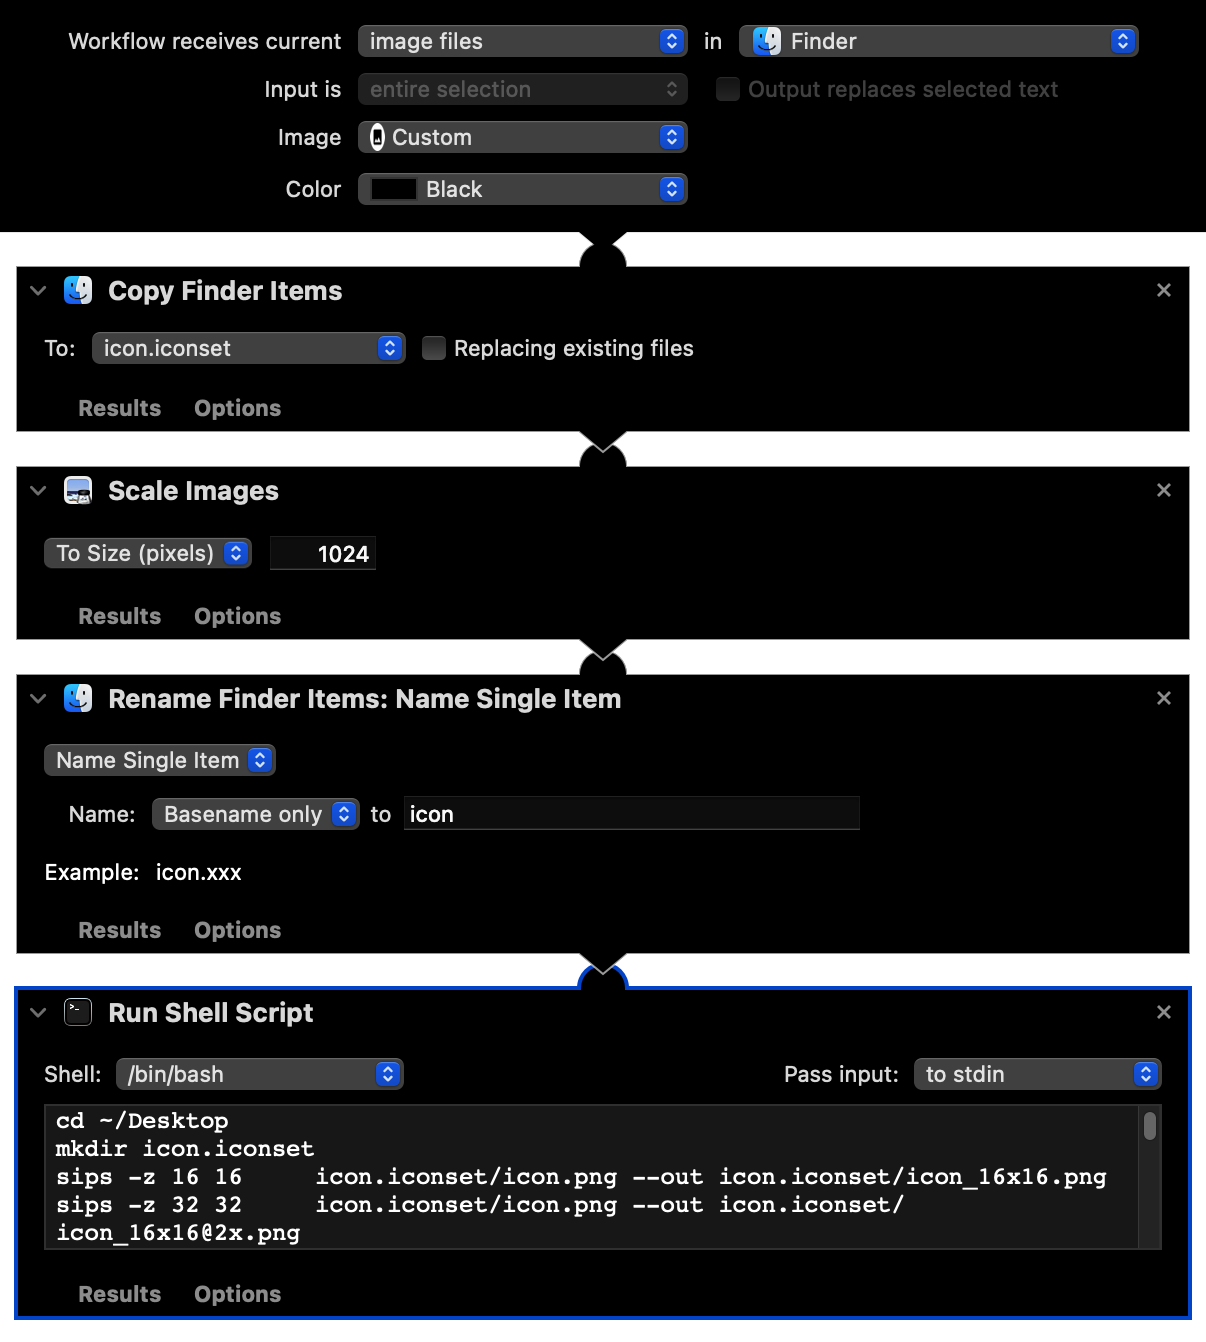 Workflow receives current image files in Finder
Input is entire selection Output replaces selected text
Image Custom
Color Black
Copy Finder Items
To: icon.iconset Replacing existing files
Results Options
Scale Images
To Size (pixels) 1024
Results Options
Rename Finder Items: Name Single Item
Name Single Item
Name: Basename only to icon
Example: icon.xxx
Results Options
Run Shell Script
Shell: /bin/bash Pass input: to stdin
cd ~/Desktop
mkdir icon.iconset
sips -z 16 16     icon.iconset/icon.png --out icon.iconset/icon_16x16.png
sips -z 32 32     icon.iconset/icon.png --out icon.iconset/
icon_16x16@2x.png
Results Options